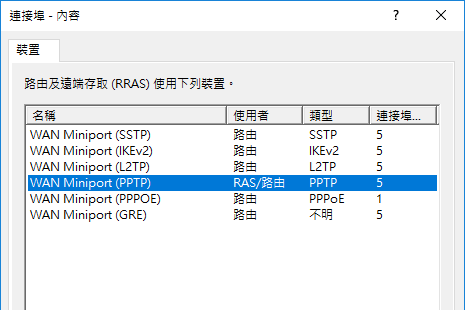 連接埠 - 內容
? ×
裝置
路由及遠端存取 (RRAS) 使用下列裝置。
名稱 使用者 類型 連接埠...
WAN Miniport (SSTP) 路由 SSTP 5
WAN Miniport (IKEv2) 路由 IKEv2 5
WAN Miniport (L2TP) 路由 L2TP 5
WAN Miniport (PPTP) RAS/路由 PPTP 5
WAN Miniport (PPPOE) 路由 PPPoE 1
WAN Miniport (GRE) 路由 不明 5